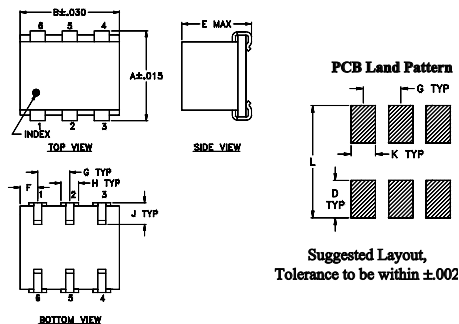 B±.030
6 5 4
A±.015
INDEX
1 2 3
TOP VIEW
E MAX
SIDE VIEW
PCB Land Pattern
G TYP
K TYP
L
D
TYP
Suggested Layout,
Tolerance to be within ±.002
G TYP
H TYP
F
1 2 3
J TYP
6 5 4
BOTTOM VIEW